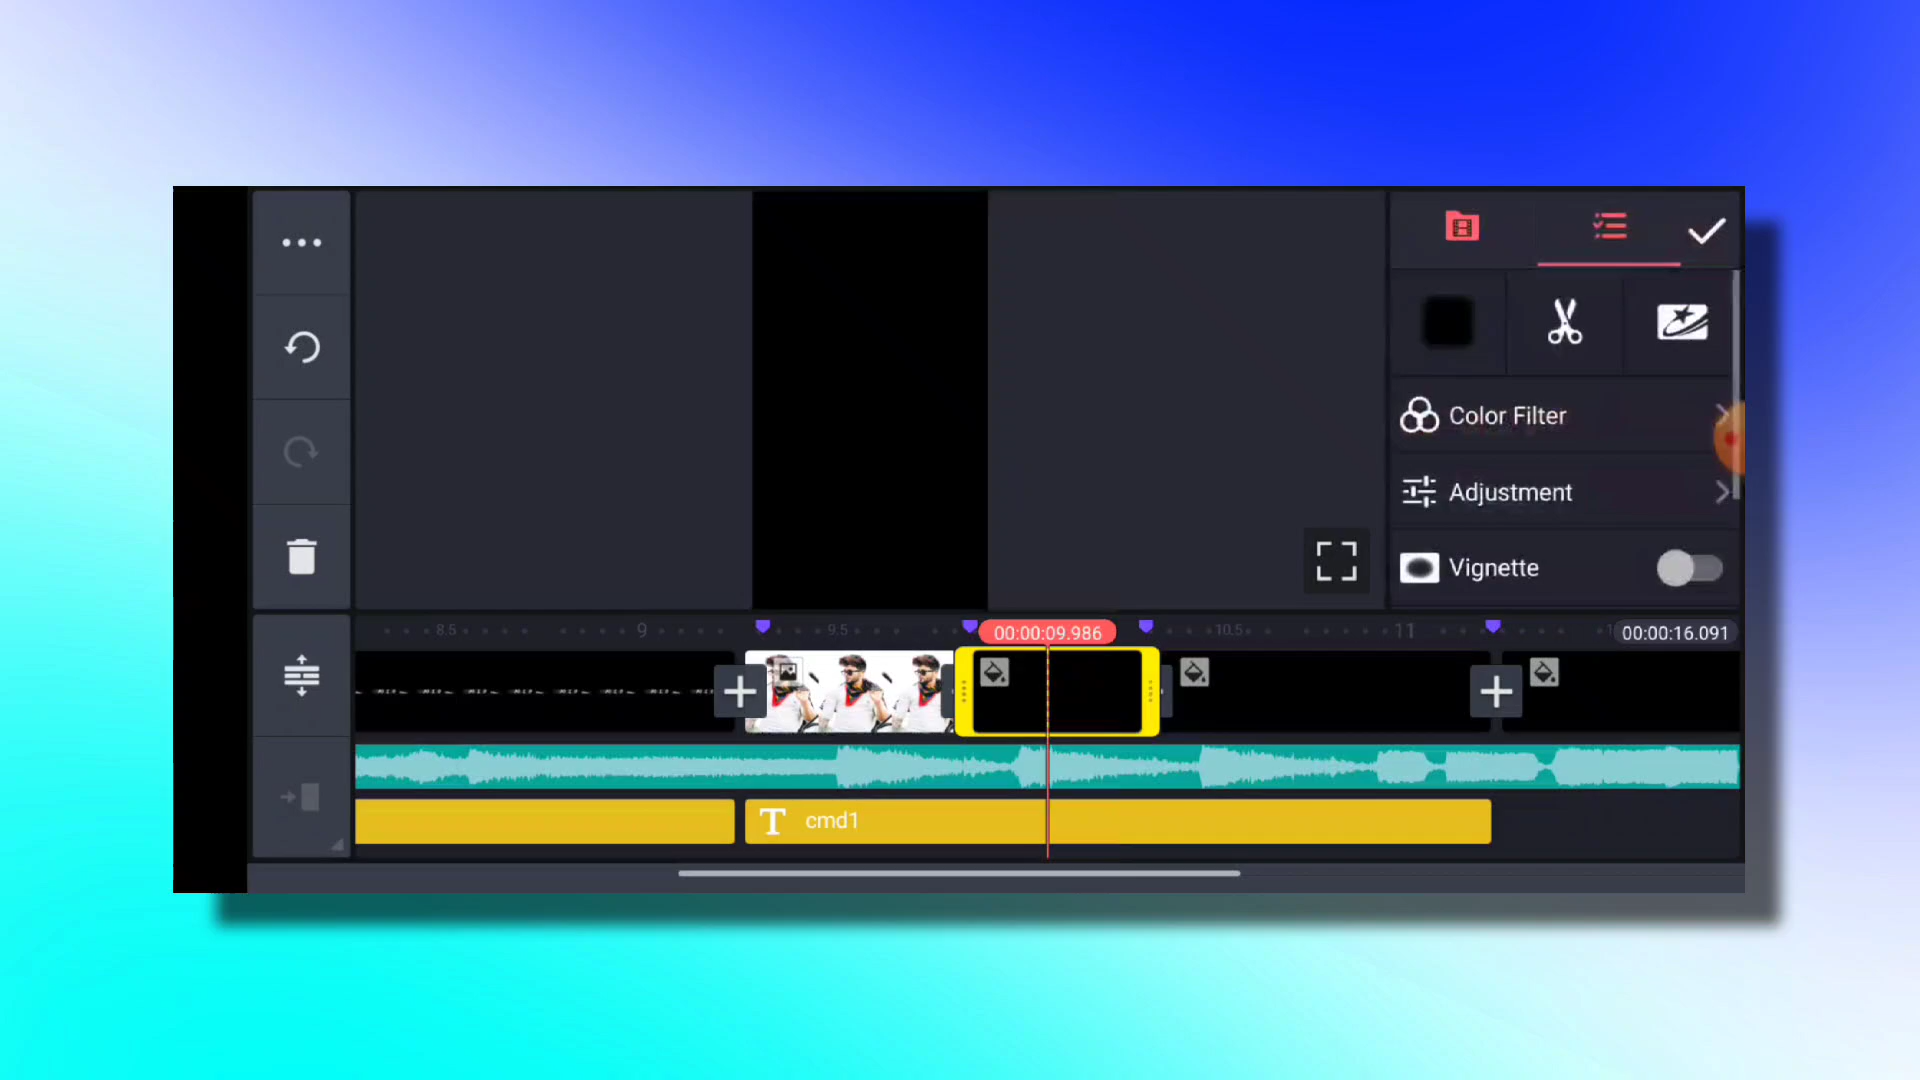 Color Filter
Adjustment
Vignette
8.5
9
9.5
00:00:09.986
10.5
11
00:00:16.091
T cmd1